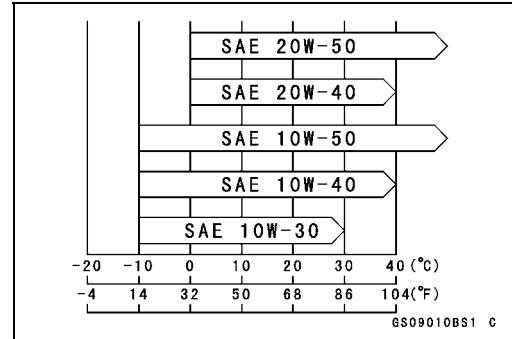 SAE 20W-50
SAE 20W-40
SAE 10W-50
SAE 10W-40
SAE 10W-30
-20 -10 0 10 20 30 40 (°C)
-4 14 32 50 68 86 104(°F)
GS09010BS1 C